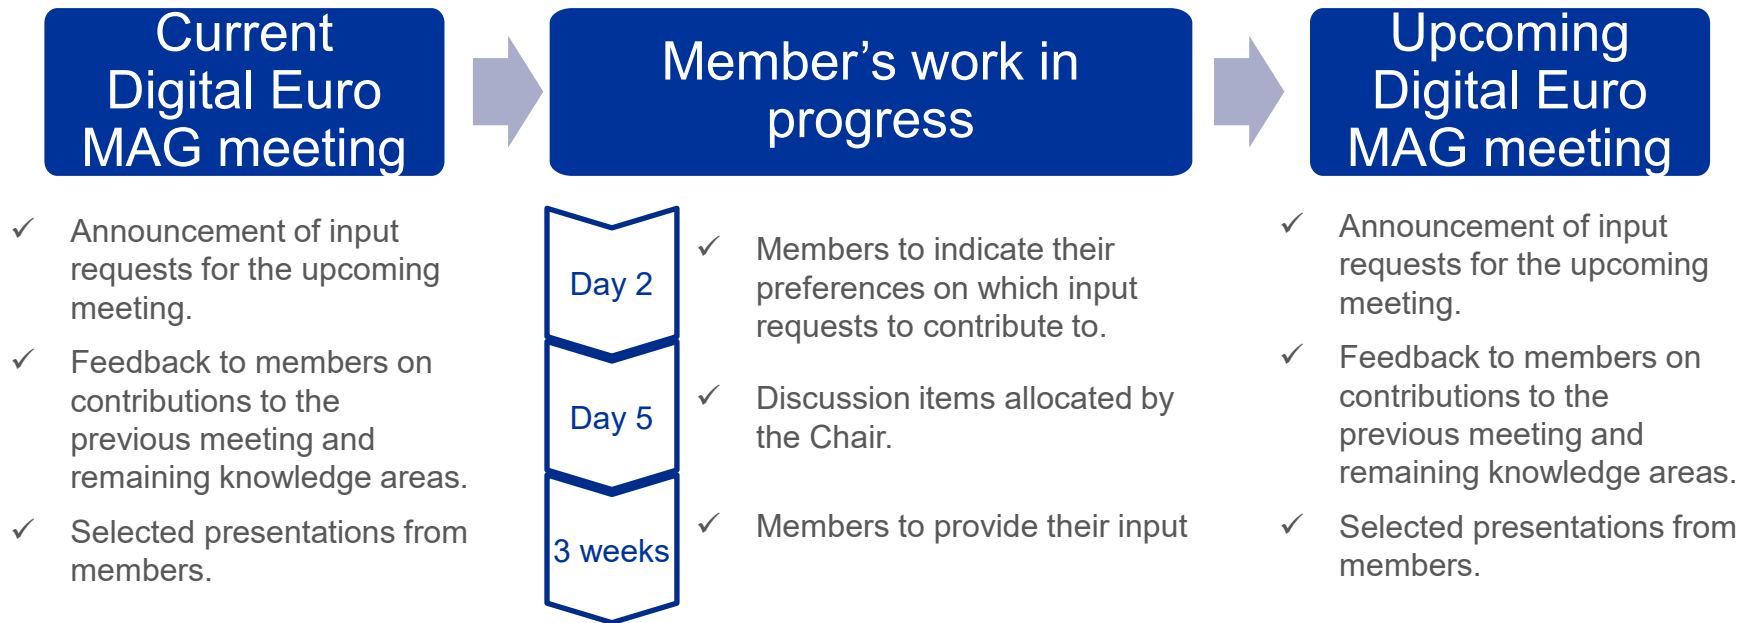 Current
Digital Euro
MAG meeting
✓ Announcement of input
requests for the upcoming
meeting.
✓ Feedback to members on
contributions to the
previous meeting and
remaining knowledge areas.
✓ Selected presentations from
members.
Member’s work in
progress
Day 2
✓ Members to indicate their
preferences on which input
requests to contribute to.
Day 5
✓ Discussion items allocated by
the Chair.
3 weeks
✓ Members to provide their input
Upcoming
Digital Euro
MAG meeting
✓ Announcement of input
requests for the upcoming
meeting.
✓ Feedback to members on
contributions to the
previous meeting and
remaining knowledge areas.
✓ Selected presentations from
members.